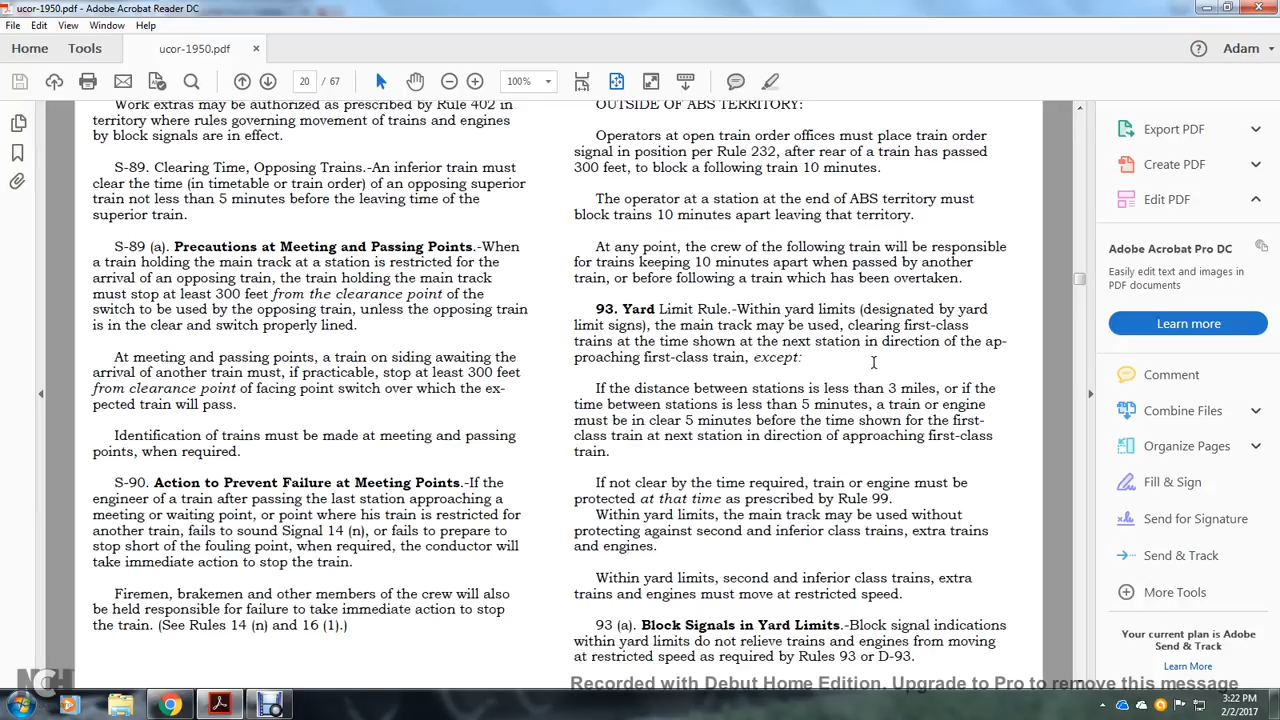 ucor-1950.pdf - Adobe Acrobat Reader DC
File Edit View Window Help
Home Tools ucor-1950.pdf × Adam
20 / 67 100%
Work extras may be authorized as prescribed by Rule 402 in
territory where rules governing movement of trains and engines
by block signals are in effect.
S-89. Clearing Time, Opposing Trains.-An inferior train must
clear the time (in timetable or train order) of an opposing superior
train not less than 5 minutes before the leaving time of the
superior train.
S-89 (a). Precautions at Meeting and Passing Points.-When
a train holding the main track at a station is restricted for the
arrival of an opposing train, the train holding the main track
must stop at least 300 feet from the clearance point of the
switch to be used by the opposing train, unless the opposing train
is in the clear and switch properly lined.
At meeting and passing points, a train on siding awaiting the
arrival of another train must, if practicable, stop at least 300 feet
from clearance point of facing point switch over which the ex-
pected train will pass.
Identification of trains must be made at meeting and passing
points, when required.
S-90. Action to Prevent Failure at Meeting Points.-If the
engineer of a train after passing the last station approaching a
meeting or waiting point, or point where his train is restricted for
another train, fails to sound Signal 14 (n), or fails to prepare to
stop short of the fouling point, when required, the conductor will
take immediate action to stop the train.
Firemen, brakemen and other members of the crew will also
be held responsible for failure to take immediate action to stop
the train. (See Rules 14 (n) and 16 (1).)
OUTSIDE OF ABS TERRITORY:
Operators at open train order offices must place train order
signal in position per Rule 232, after rear of a train has passed
300 feet, to block a following train 10 minutes.
The operator at a station at the end of ABS territory must
block trains 10 minutes apart leaving that territory.
At any point, the crew of the following train will be responsible
for trains keeping 10 minutes apart when passed by another
train, or before following a train which has been overtaken.
93. Yard Limit Rule.-Within yard limits (designated by yard
limit signs), the main track may be used, clearing first-class
trains at the time shown at the next station in direction of the ap-
proaching first-class train, except:
If the distance between stations is less than 3 miles, or if the
time between stations is less than 5 minutes, a train or engine
must be in clear 5 minutes before the time shown for the first-
class train at next station in direction of approaching first-class
train.
If not clear by the time required, train or engine must be
protected at that time as prescribed by Rule 99.
Within yard limits, the main track may be used without
protecting against second and inferior class trains, extra trains
and engines.
Within yard limits, second and inferior class trains, extra
trains and engines must move at restricted speed.
93 (a). Block Signals in Yard Limits.-Block signal indications
within yard limits do not relieve trains and engines from moving
at restricted speed as required by Rules 93 or D-93.
Export PDF
Create PDF
Edit PDF
Adobe Acrobat Pro DC
Easily edit text and images in
PDF documents
Learn more
Comment
Combine Files
Organize Pages
Fill & Sign
Send for Signature
Send & Track
More Tools
Your current plan is Adobe
Send & Track
Learn More
NCH
Recorded with Debut Home Edition. Upgrade to Pro to remove this message
3:22 PM
2/2/2017